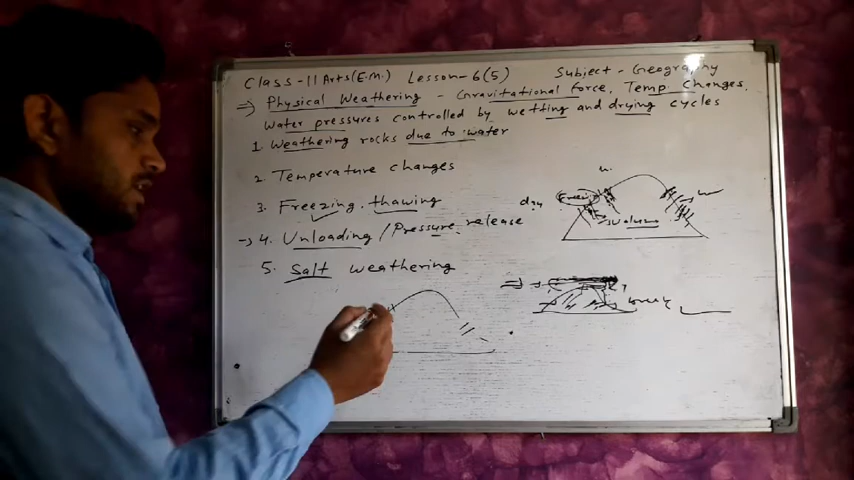 Class-11 Arts(E.M.) Lesson-6(5) Subject - Geography
=) Physical Weathering - Gravitational force, Temp changes.
Water pressures controlled by wetting and drying cycles
1. Weathering rocks due to water
2. Temperature changes
3. Freezing. thawing
-> 4. Unloading / Pressure release
5. Salt weathering
dry
Volume